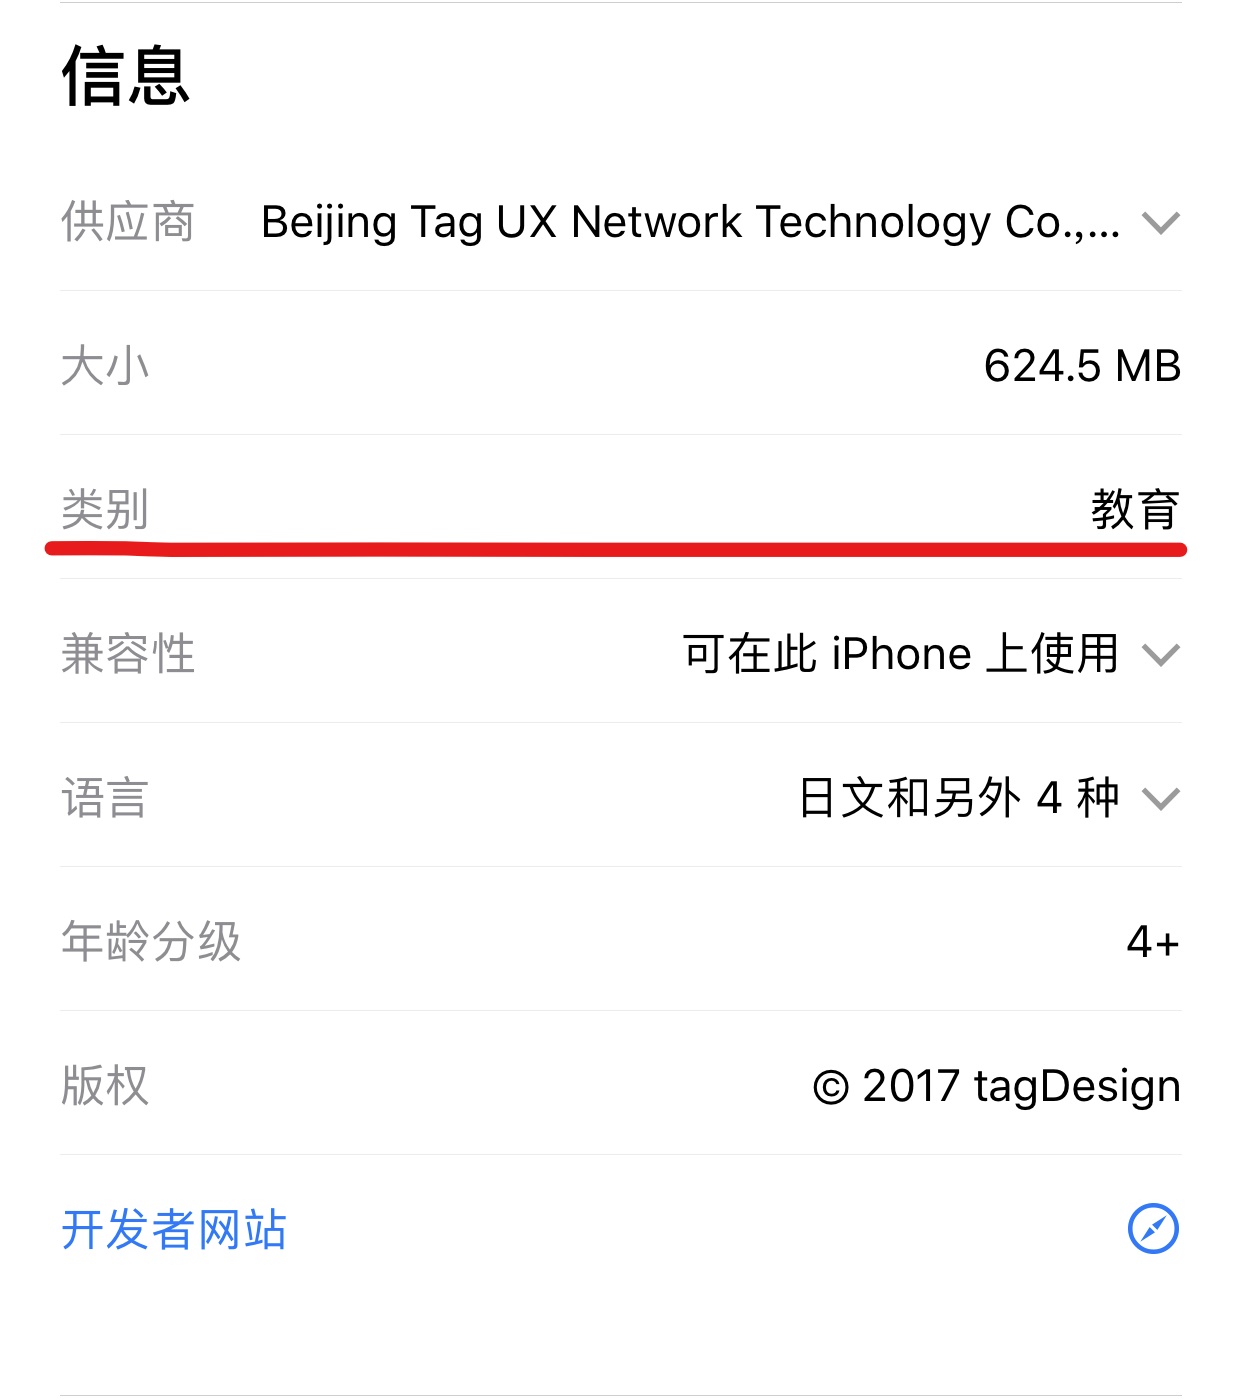 信息
供应商 Beijing Tag UX Network Technology Co.,...
大小 624.5 MB
类别 教育
兼容性 可在此 iPhone 上使用
语言 日文和另外 4 种
年龄分级 4+
版权 © 2017 tagDesign
开发者网站